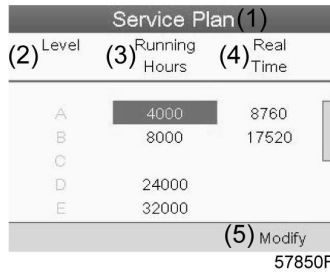 Service Plan (1)
(2) Level (3) Running Hours (4) Real Time
A 4000 8760
B 8000 17520
C
D 24000
E 32000
(5) Modify
57850F